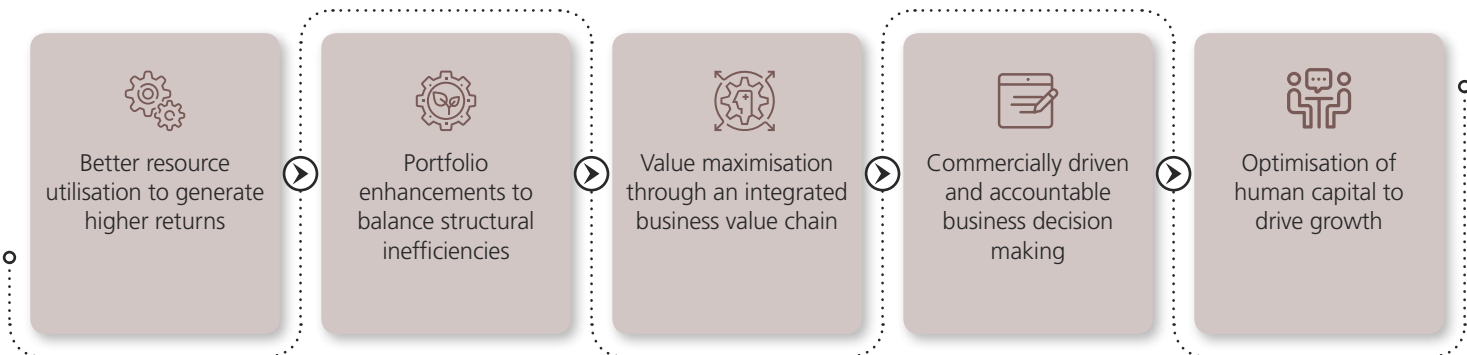 Better resource
utilisation to generate
higher returns
Portfolio
enhancements to
balance structural
inefficiencies
Value maximisation
through an integrated
business value chain
Commercially driven
and accountable
business decision
making
Optimisation of
human capital to
drive growth